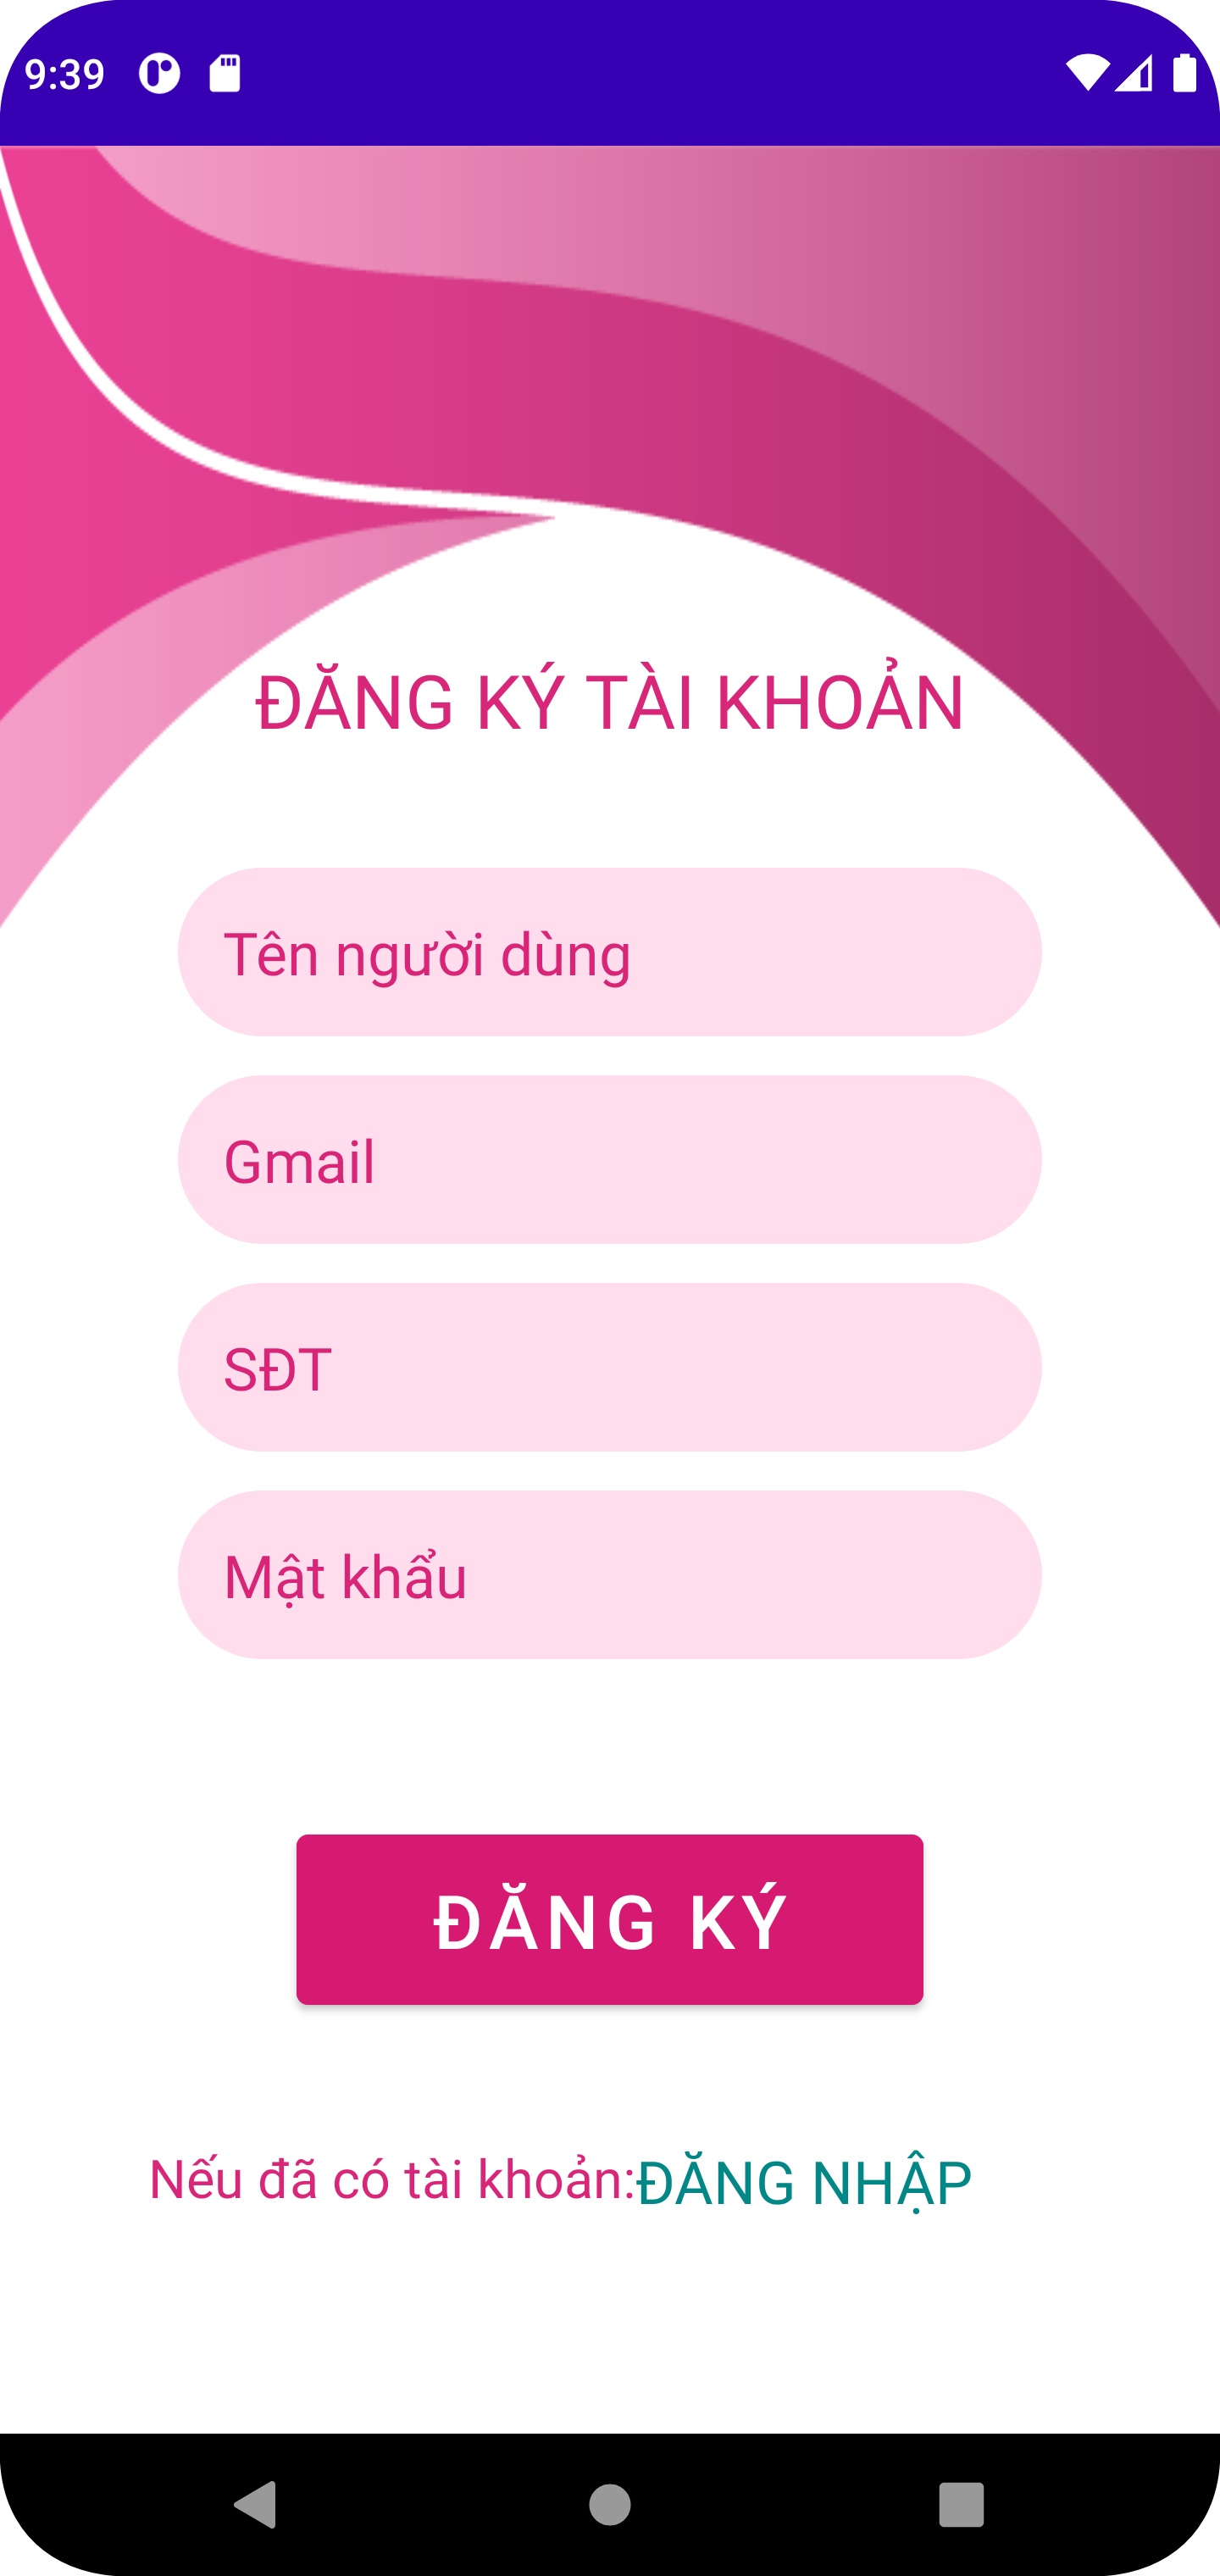 9:39
ĐĂNG KÝ TÀI KHOẢN
Tên người dùng
Gmail
SĐT
Mật khẩu
ĐĂNG KÝ
Nếu đã có tài khoản:ĐĂNG NHẬP